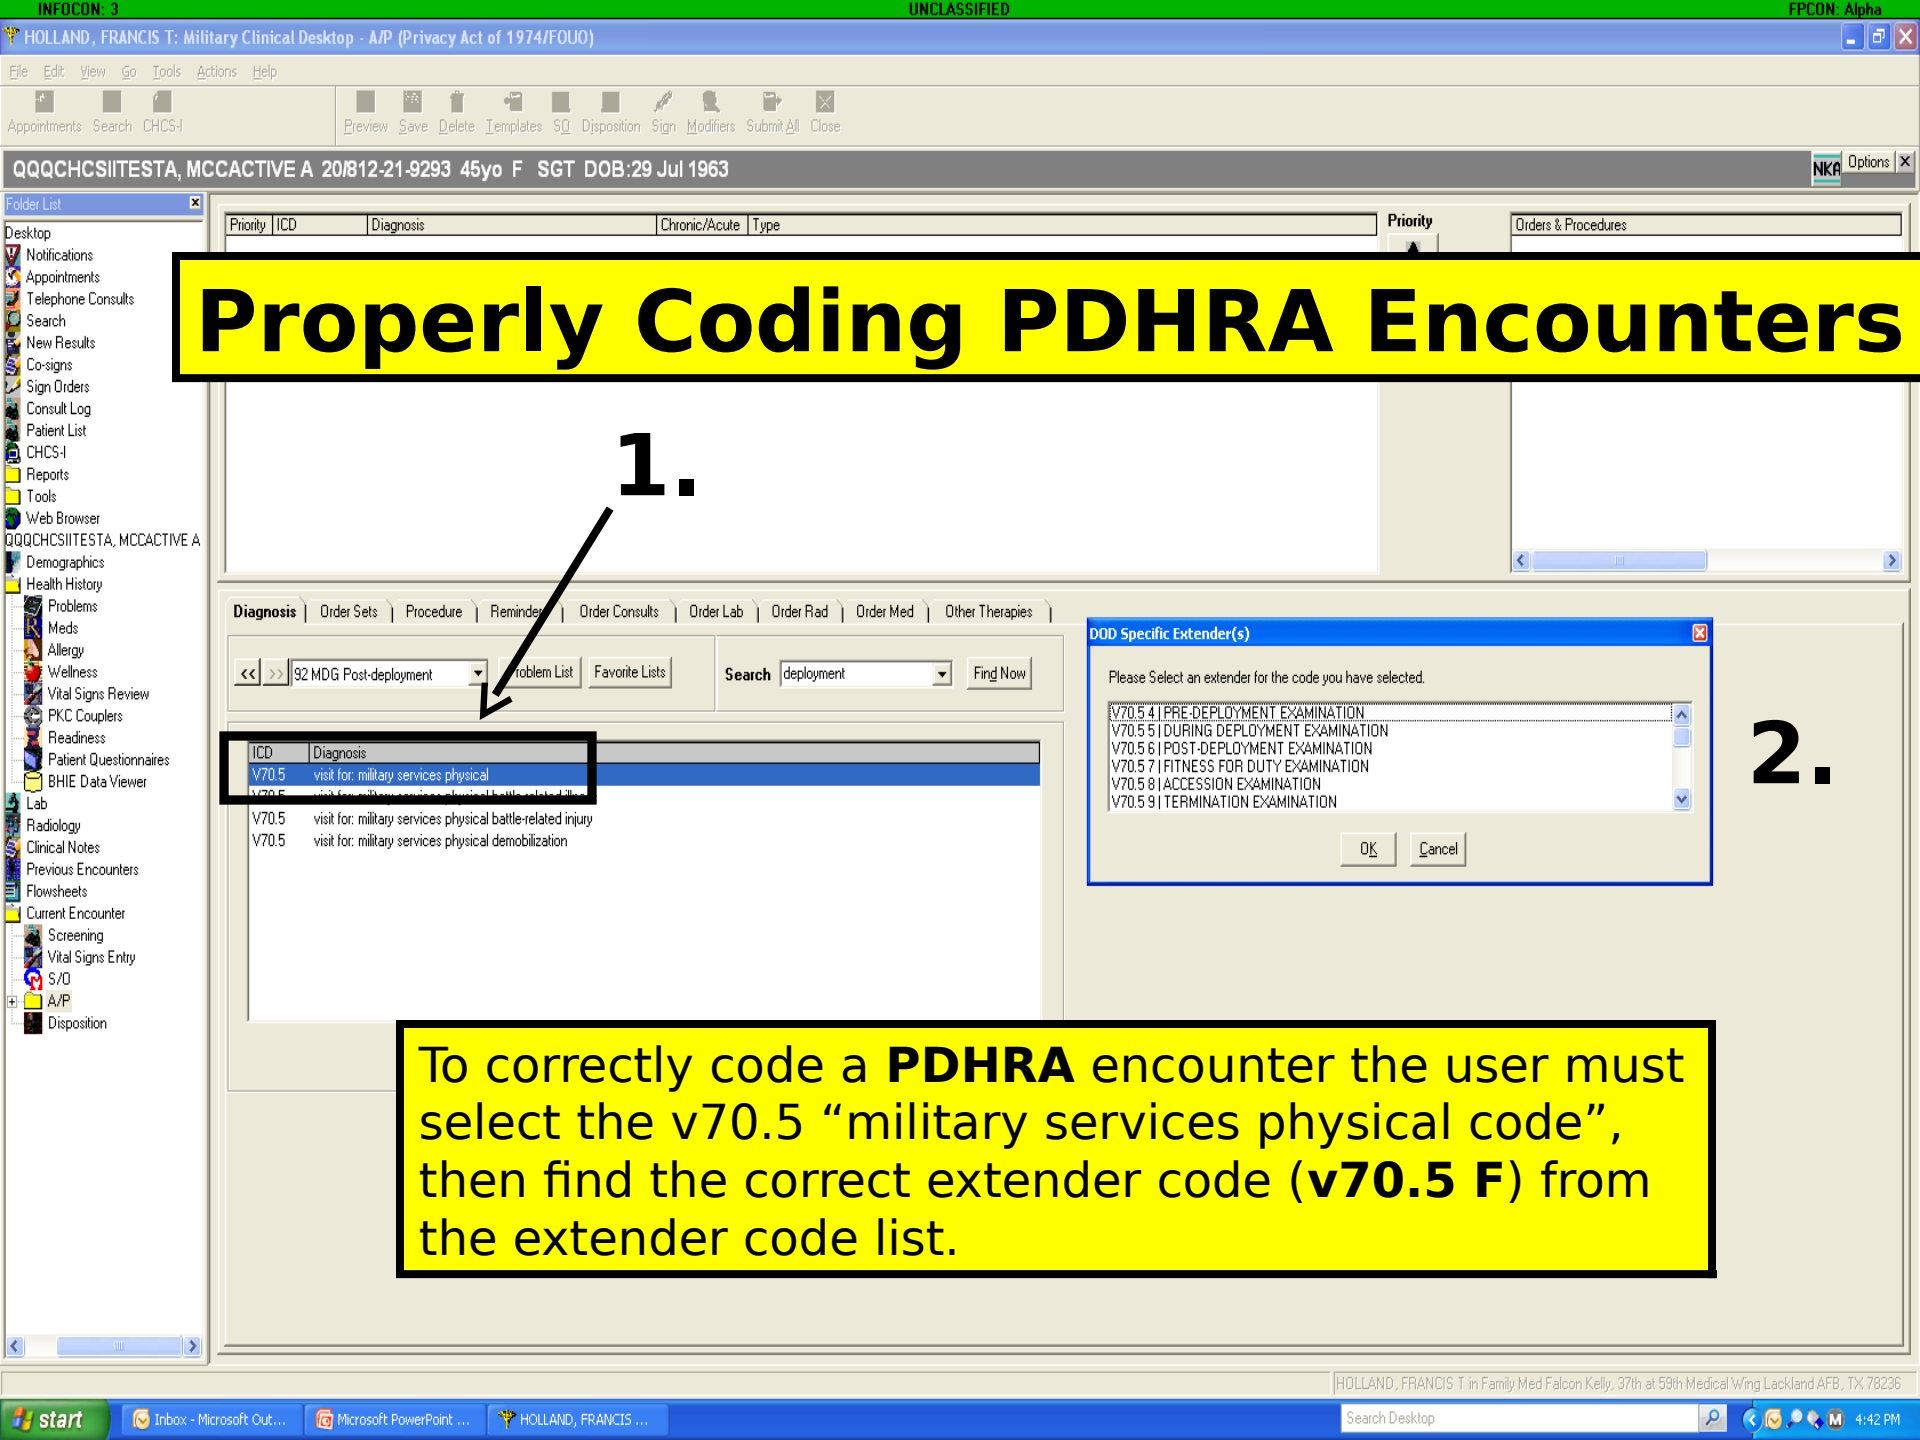 INFOCON: 3 UNCLASSIFIED FPCON: Alpha
HOLLAND, FRANCIS T: Military Clinical Desktop - A/P (Privacy Act of 1974/FOUO)
File Edit View Go Tools Actions Help
Appointments Search CHCS-I Preview Save Delete Templates SO Disposition Sign Modifiers Submit All Close
QQQCHCSIITESTA, MCCACTIVE A 20/812-21-9293 45yo F SGT DOB:29 Jul 1963 NKA Options
Folder List
Desktop
Notifications
Appointments
Telephone Consults
Search
New Results
Co-signs
Sign Orders
Consult Log
Patient List
CHCS-I
Reports
Tools
Web Browser
QQQCHCSIITESTA, MCCACTIVE A
Demographics
Health History
Problems
Meds
Allergy
Wellness
Vital Signs Review
PKC Couplers
Readiness
Patient Questionnaires
BHIE Data Viewer
Lab
Radiology
Clinical Notes
Previous Encounters
Flowsheets
Current Encounter
Screening
Vital Signs Entry
S/O
A/P
Disposition
Priority ICD Diagnosis Chronic/Acute Type Priority Orders & Procedures
Properly Coding PDHRA Encounters
1.
Diagnosis Order Sets Procedure Reminders Order Consults Order Lab Order Rad Order Med Other Therapies
<< >> 92 MDG Post-deployment Problem List Favorite Lists Search deployment Find Now
ICD Diagnosis
V70.5 visit for: military services physical
V70.5 visit for: military services physical battle-related illne
V70.5 visit for: military services physical battle-related injury
V70.5 visit for: military services physical demobilization
DOD Specific Extender(s)
Please Select an extender for the code you have selected.
V70.5 4 | PRE-DEPLOYMENT EXAMINATION
V70.5 5 | DURING DEPLOYMENT EXAMINATION
V70.5 6 | POST-DEPLOYMENT EXAMINATION
V70.5 7 | FITNESS FOR DUTY EXAMINATION
V70.5 8 | ACCESSION EXAMINATION
V70.5 9 | TERMINATION EXAMINATION
OK Cancel
2.
To correctly code a PDHRA encounter the user must
select the v70.5 “military services physical code”,
then find the correct extender code (v70.5 F) from
the extender code list.
HOLLAND, FRANCIS T in Family Med Falcon Kelly, 37th at 59th Medical Wing Lackland AFB, TX 78236
start Inbox - Microsoft Out... Microsoft PowerPoint ... HOLLAND, FRANCIS ... Search Desktop 4:42 PM